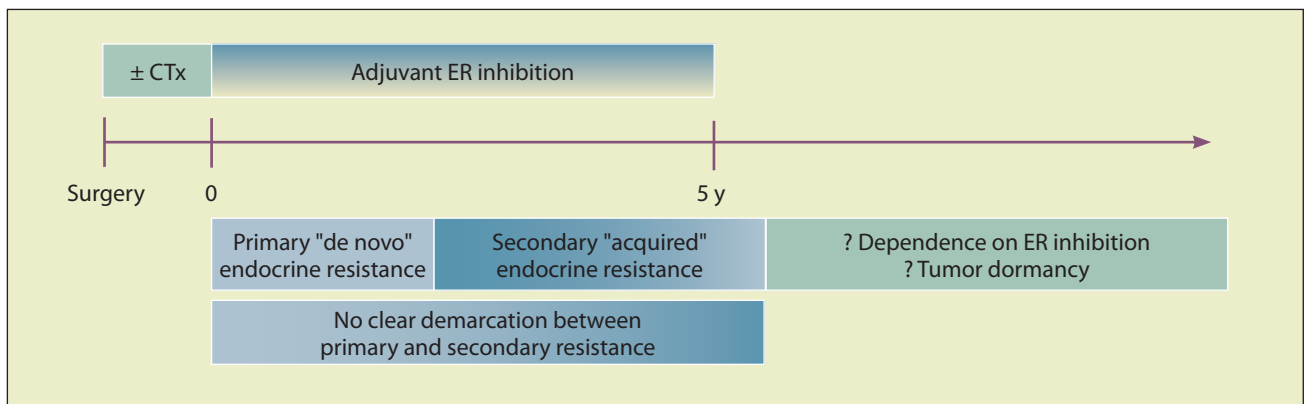 ± CTx
Adjuvant ER inhibition
Surgery
0
5 y
Primary "de novo"
endocrine resistance
Secondary "acquired"
endocrine resistance
? Dependence on ER inhibition
? Tumor dormancy
No clear demarcation between
primary and secondary resistance